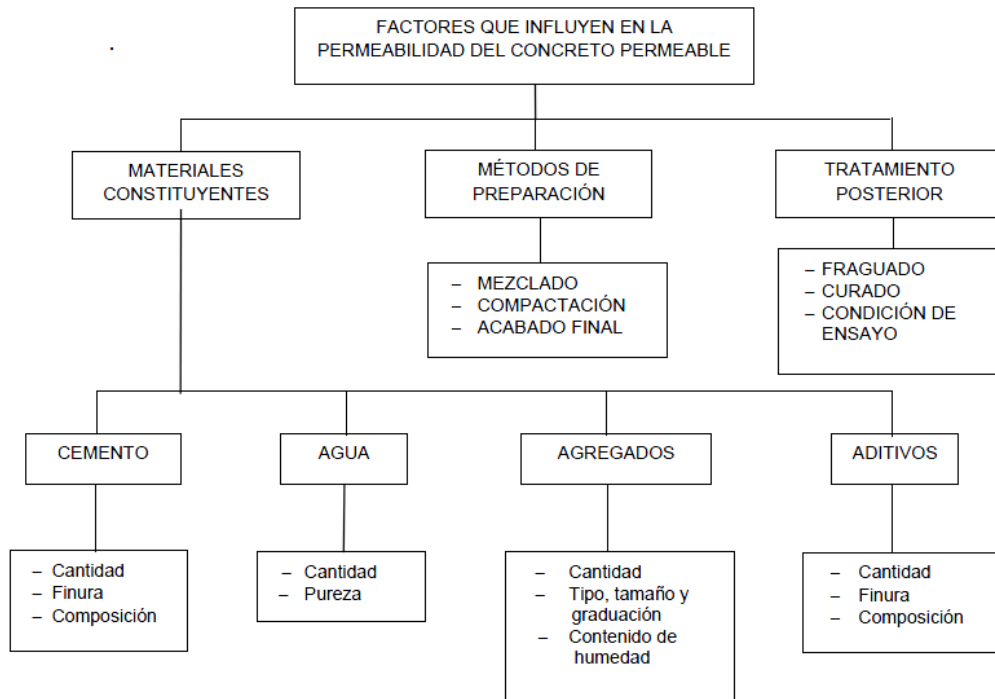 FACTORES QUE INFLUYEN EN LA
PERMEABILIDAD DEL CONCRETO PERMEABLE
MATERIALES
CONSTITUYENTES
MÉTODOS DE
PREPARACIÓN
TRATAMIENTO
POSTERIOR
– MEZCLADO
– COMPACTACIÓN
– ACABADO FINAL
– FRAGUADO
– CURADO
– CONDICIÓN DE
ENSAYO
CEMENTO
AGUA
AGREGADOS
ADITIVOS
– Cantidad
– Finura
– Composición
– Cantidad
– Pureza
– Cantidad
– Tipo, tamaño y
graduación
– Contenido de
humedad
– Cantidad
– Finura
– Composición